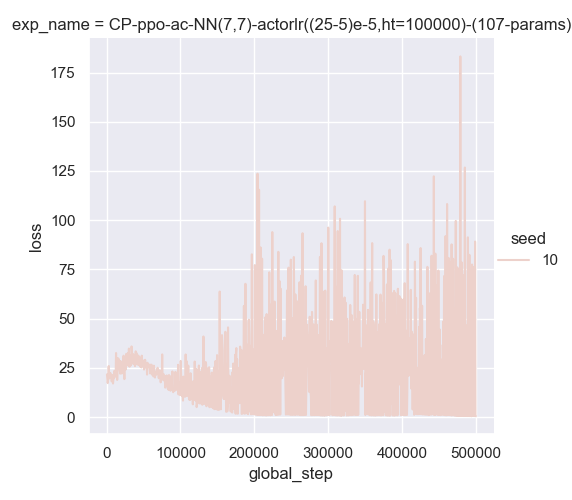 exp_name = CP-ppo-ac-NN(7,7)-actorlr((25-5)e-5,ht=100000)-(107-params)
175
150
125
100
75
50
25
0
loss
0 100000 200000 300000 400000 500000
global_step
seed
10